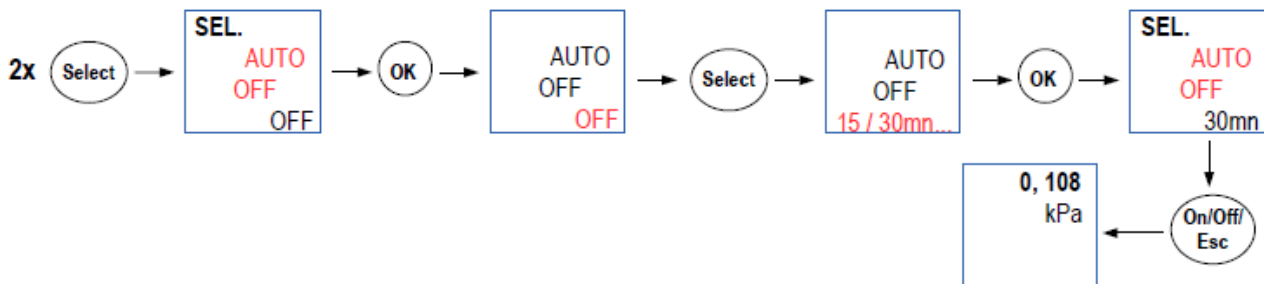 2x
Select
SEL.
AUTO
OFF
OFF
OK
AUTO
OFF
OFF
Select
AUTO
OFF
15 / 30mn...
OK
SEL.
AUTO
OFF
30mn
On/Off/
Esc
0, 108
kPa